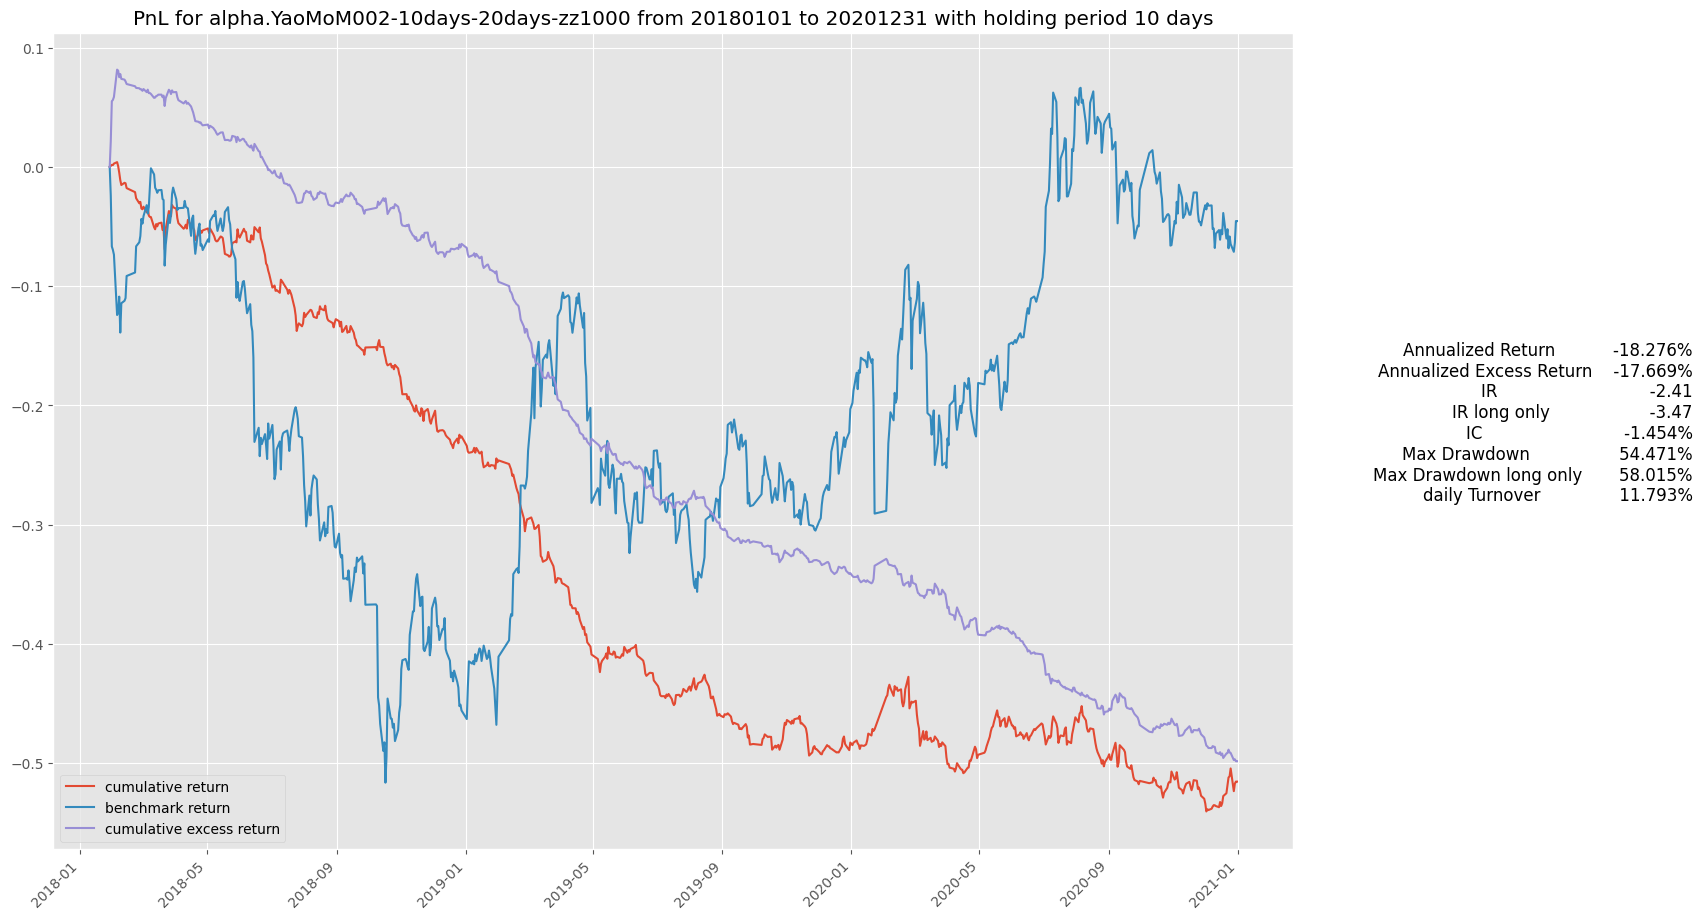 PnL for alpha.YaoMoM002-10days-20days-zz1000 from 20180101 to 20201231 with holding period 10 days
0.1
0.0
−0.1
−0.2
−0.3
−0.4
−0.5
Annualized Return -18.276%
Annualized Excess Return -17.669%
IR -2.41
IR long only -3.47
IC -1.454%
Max Drawdown 54.471%
Max Drawdown long only 58.015%
daily Turnover 11.793%
cumulative return
benchmark return
cumulative excess return
2018-01
2018-05
2018-09
2019-01
2019-05
2019-09
2020-01
2020-05
2020-09
2021-01